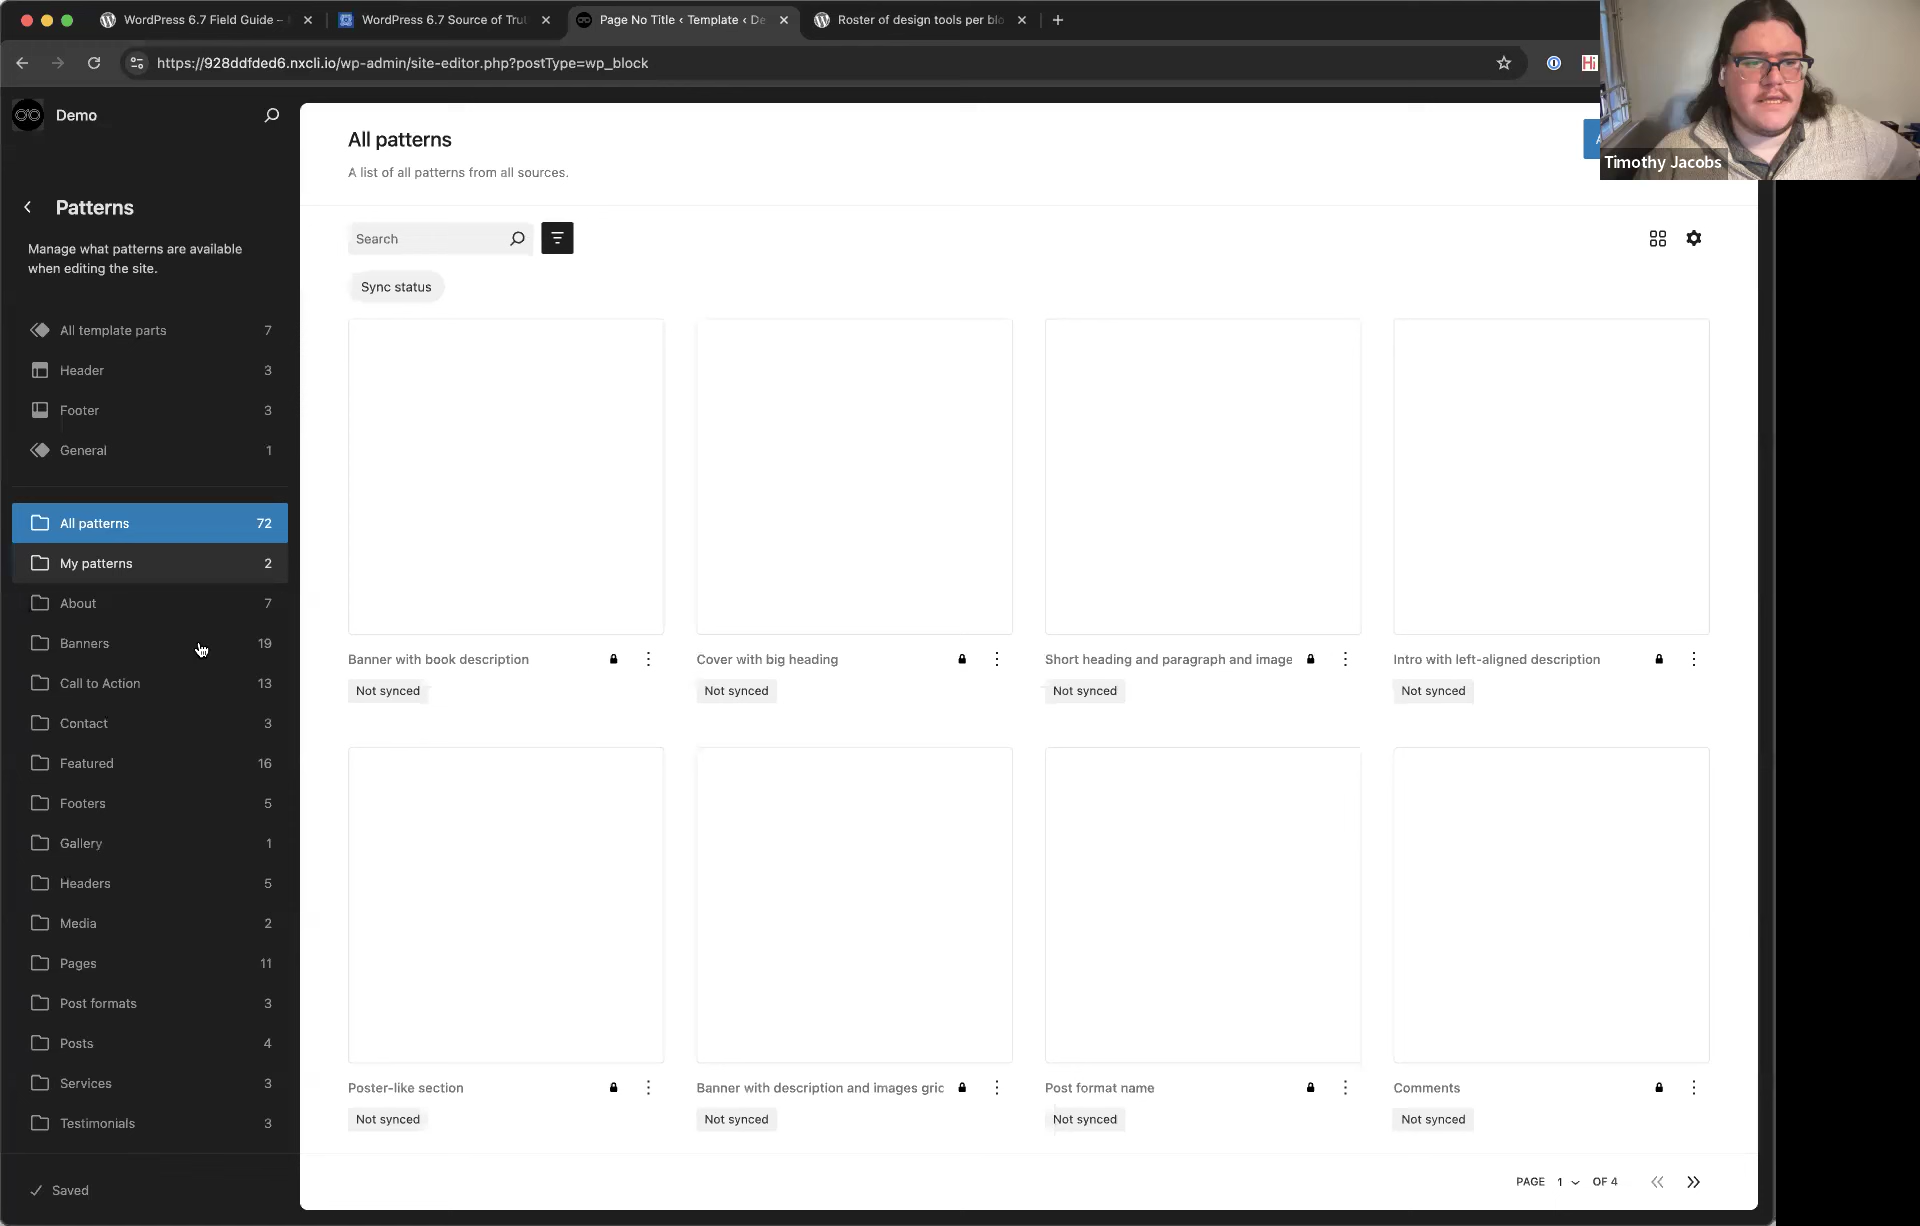 WordPress 6.7 Field Guide –
WordPress 6.7 Source of Trut
Page No Title ‹ Template ‹ De
Roster of design tools per blo
https://928ddfded6.nxcli.io/wp-admin/site-editor.php?postType=wp_block
Hi
Timothy Jacobs
Demo
Patterns
Manage what patterns are available
when editing the site.
All template parts 7
Header 3
Footer 3
General 1
All patterns 72
My patterns 2
About 7
Banners 19
Call to Action 13
Contact 3
Featured 16
Footers 5
Gallery 1
Headers 5
Media 2
Pages 11
Post formats 3
Posts 4
Services 3
Testimonials 3
Saved
All patterns
A list of all patterns from all sources.
Search
Sync status
Banner with book description
Not synced
Cover with big heading
Not synced
Short heading and paragraph and image
Not synced
Intro with left-aligned description
Not synced
Poster-like section
Not synced
Banner with description and images gric
Not synced
Post format name
Not synced
Comments
Not synced
PAGE 1 OF 4